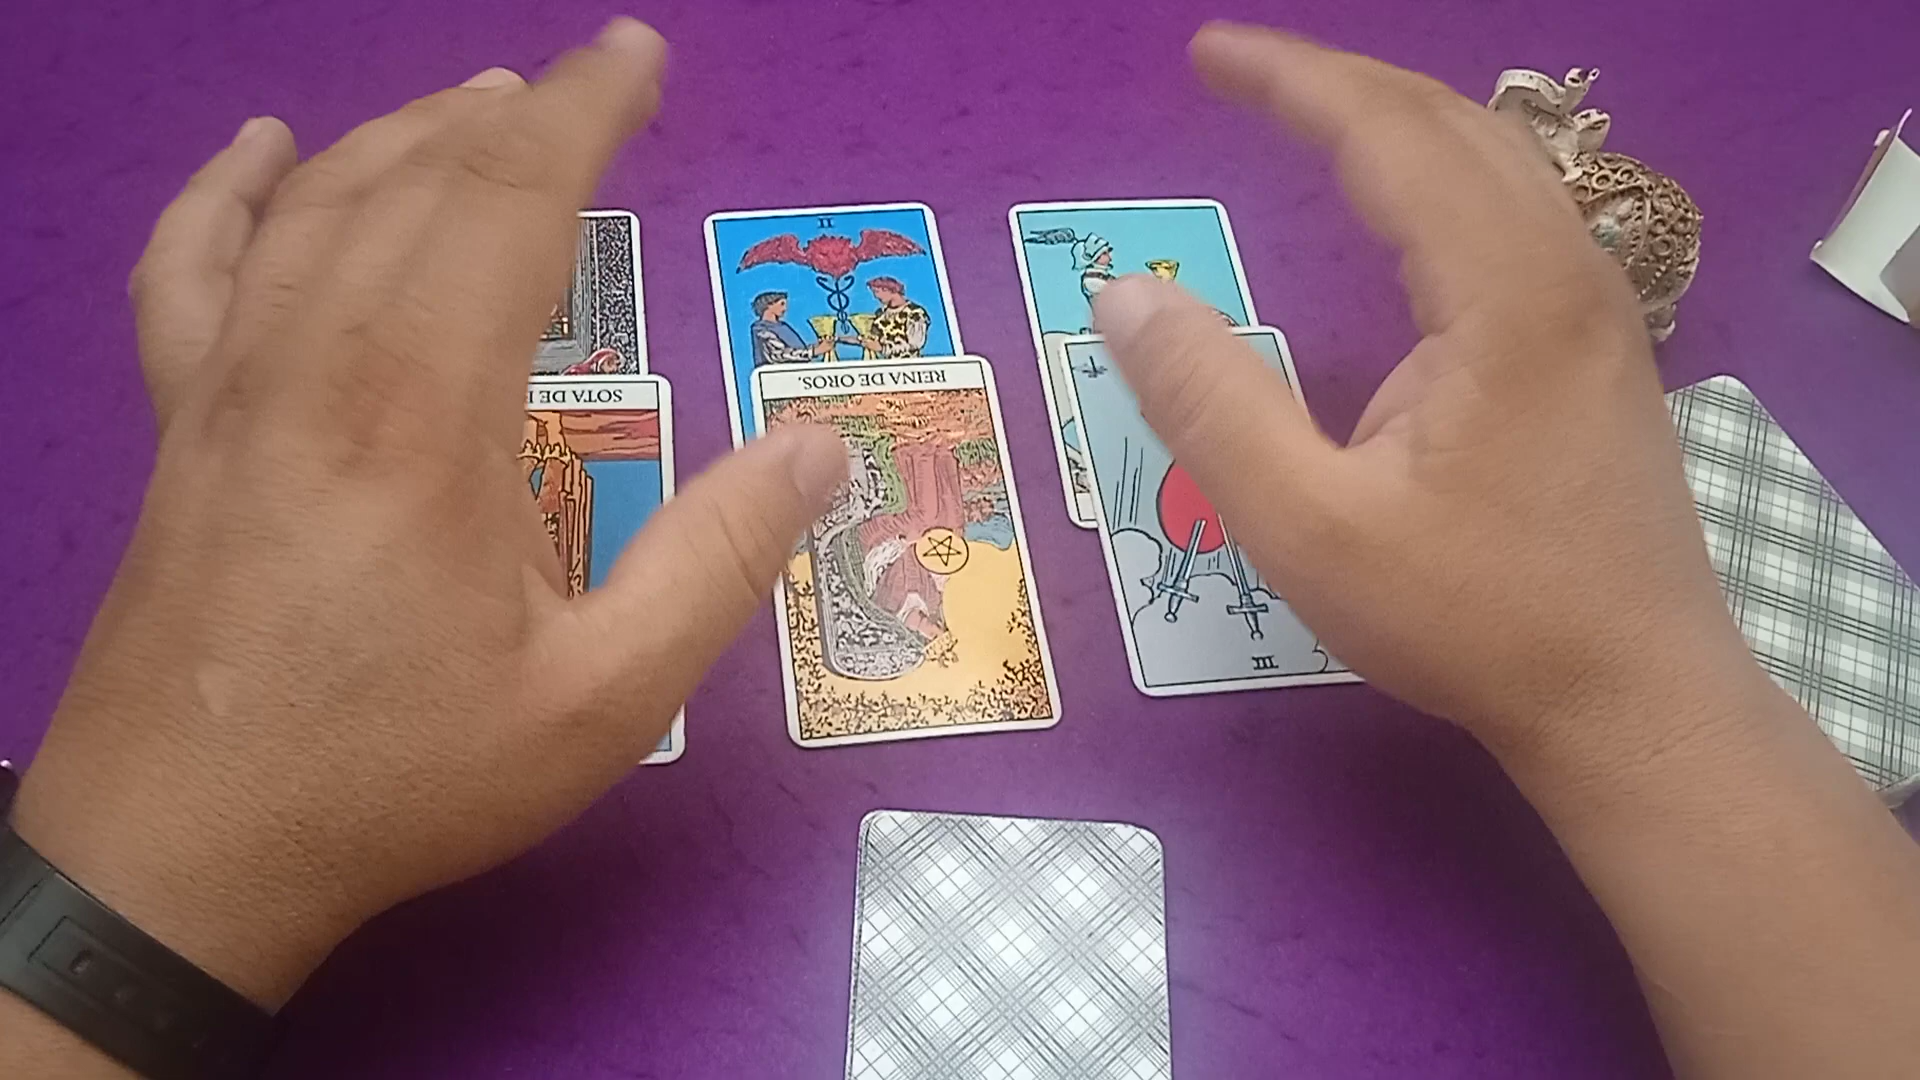 II
SOTA DE
REINA DE OROS.
III